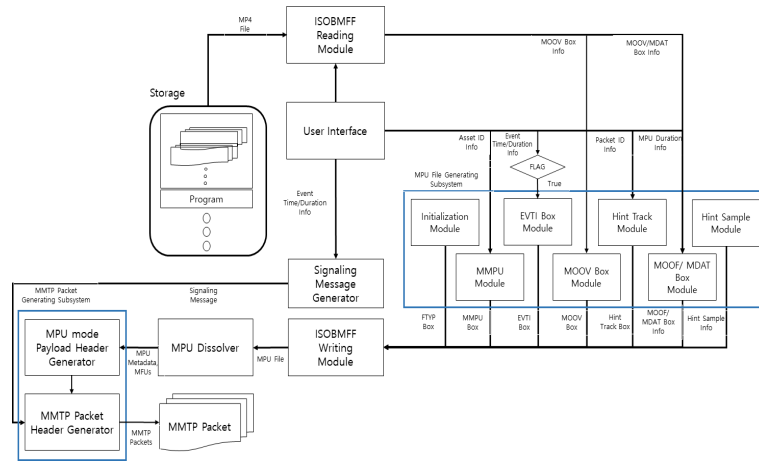 MP4
File
ISOBMFF
Reading
Module
MOOV Box
Info
MOOV/MDAT
Box Info
Storage
Program
User Interface
Asset ID
Info
Event
Time/Duration
Info
Packet ID
Info
MPU Duration
Info
FLAG
True
MPU File Generating
Subsystem
Event
Time/Duration
Info
Initialization
Module
EVTI Box
Module
Hint Track
Module
Hint Sample
Module
MMPU
Module
MOOV Box
Module
MOOF/ MDAT
Box
Module
Signaling
Message
Generator
MMTP Packet
Generating Subsystem
Signaling
Message
FTYP
Box
MMPU
Box
EVTI
Box
MOOV
Box
Hint
Track Box
MOOF/
MDAT Box
Info
Hint Sample
Info
MPU mode
Payload Header
Generator
MPU
Metadata,
MFUs
MPU Dissolver
MPU File
ISOBMFF
Writing
Module
MMTP Packet
Header Generator
MMTP
Packets
MMTP Packet